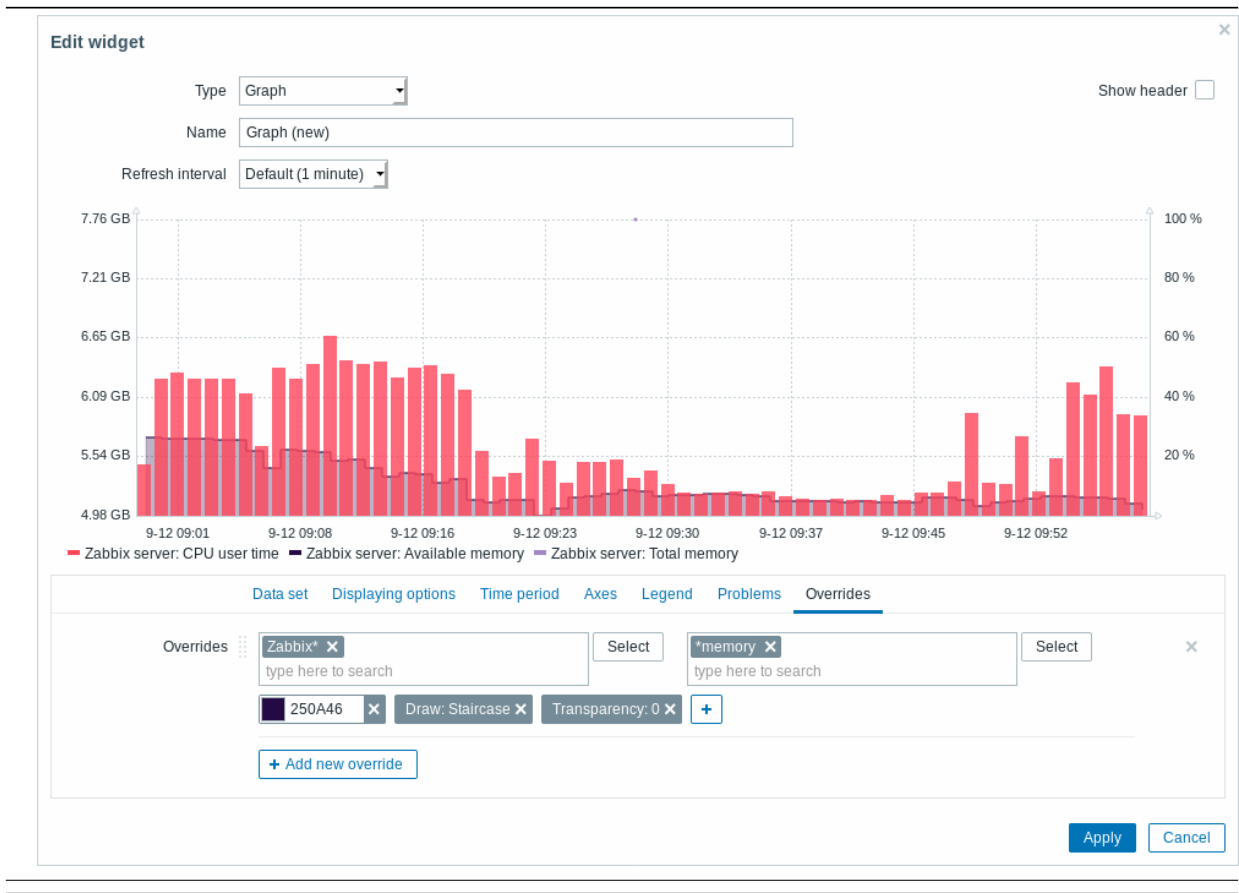 Edit widget
Type Graph Show header
Name Graph (new)
Refresh interval Default (1 minute)
7.76 GB 100 %
7.21 GB 80 %
6.65 GB 60 %
6.09 GB 40 %
5.54 GB 20 %
4.98 GB
9-12 09:01 9-12 09:08 9-12 09:16 9-12 09:23 9-12 09:30 9-12 09:37 9-12 09:45 9-12 09:52
Zabbix server: CPU user time Zabbix server: Available memory Zabbix server: Total memory
Data set Displaying options Time period Axes Legend Problems Overrides
Overrides Zabbix* Select *memory Select
type here to search type here to search
250A46 Draw: Staircase Transparency: 0 +
+ Add new override
Apply Cancel